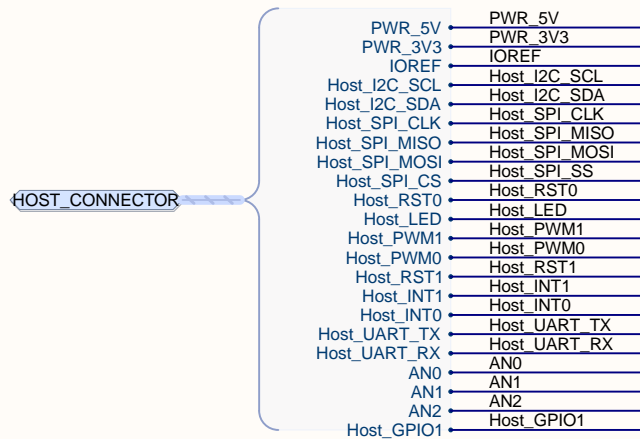 HOST_CONNECTOR
PWR_5V PWR_5V
PWR_3V3 PWR_3V3
IOREF IOREF
Host_I2C_SCL Host_I2C_SCL
Host_I2C_SDA Host_I2C_SDA
Host_SPI_CLK Host_SPI_CLK
Host_SPI_MISO Host_SPI_MISO
Host_SPI_MOSI Host_SPI_MOSI
Host_SPI_CS Host_SPI_SS
Host_RST0 Host_RST0
Host_LED Host_LED
Host_PWM1 Host_PWM1
Host_PWM0 Host_PWM0
Host_RST1 Host_RST1
Host_INT1 Host_INT1
Host_INT0 Host_INT0
Host_UART_TX Host_UART_TX
Host_UART_RX Host_UART_RX
AN0 AN0
AN1 AN1
AN2 AN2
Host_GPIO1 Host_GPIO1